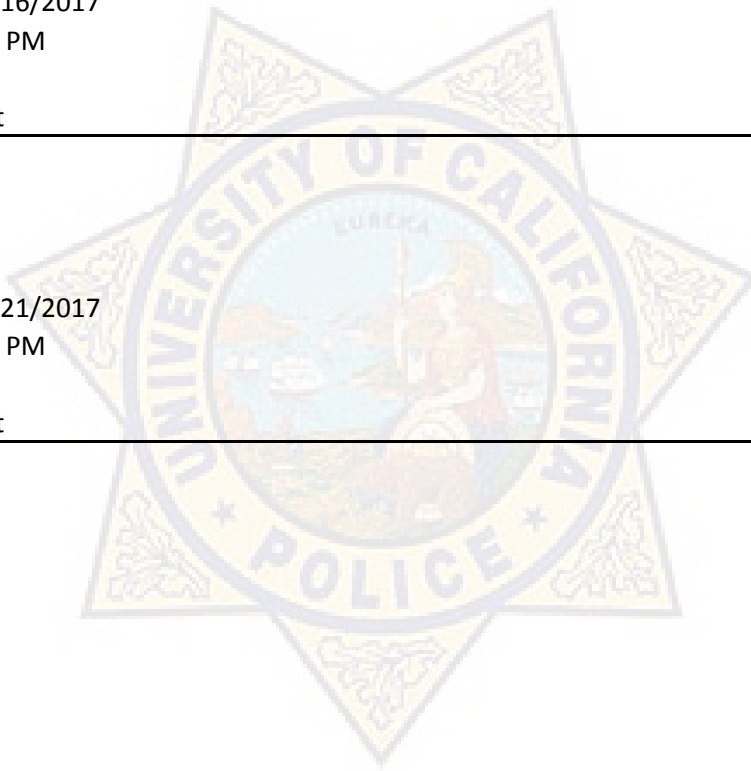 16/2017
PM
t
UNIVERSITY OF CALIFORNIA
EUREKA
21/2017
PM
t
* POLICE *